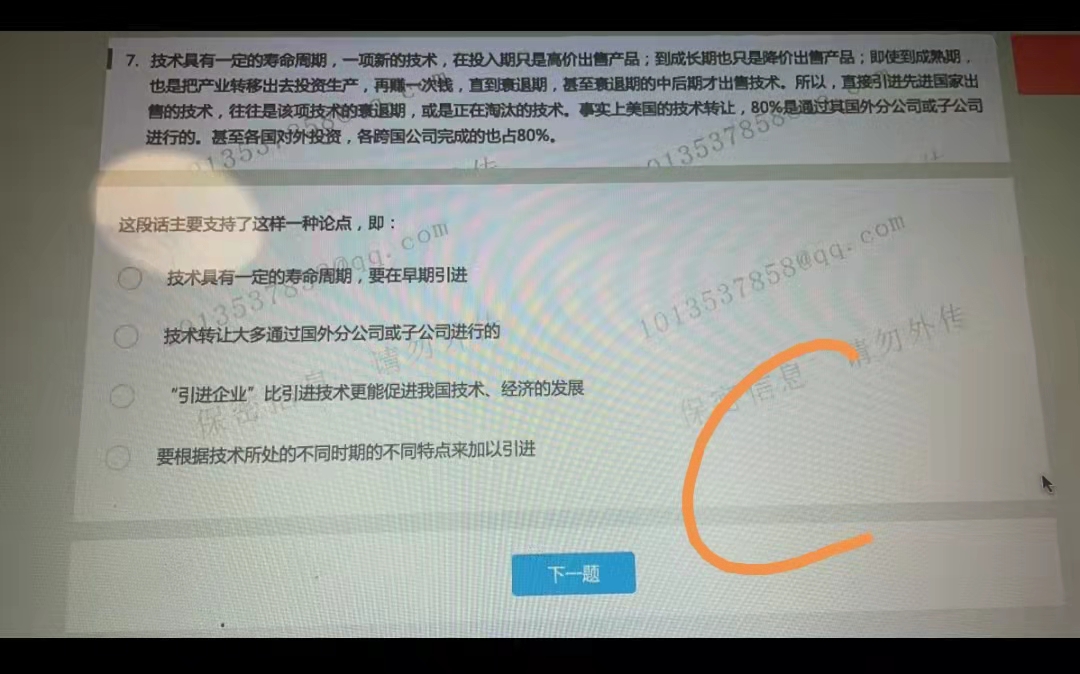 7. 技术具有一定的寿命周期，一项新的技术，在投入期只是高价出售产品；到成长期也只是降价出售产品；即使到成熟期，
也是把产业转移出去投资生产，再赚一次钱，直到衰退期，甚至衰退期的中后期才出售技术。所以，直接引进先进国家出
售的技术，往往是该项技术的衰退期，或是正在淘汰的技术。事实上美国的技术转让，80%是通过其国外分公司或子公司
进行的。甚至各国对外投资，各跨国公司完成的也占80%。
这段话主要支持了这样一种论点，即：
技术具有一定的寿命周期，要在早期引进
1013537858@qq.com
技术转让大多通过国外分公司或子公司进行的
“引进企业”比引进技术更能促进我国技术、经济的发展
保密信息 请勿外传
要根据技术所处的不同时期的不同特点来加以引进
下一题